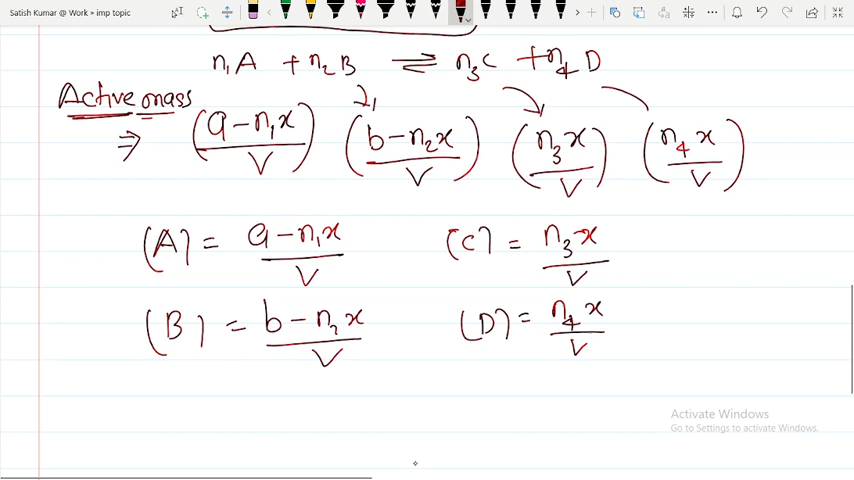 Satish Kumar @ Work » imp topic
n₁A + n₂B ⇌ n₃C + n₄D
Active mass
⇒ (a-n₁x/V) (b-n₂x/V) (n₃x/V) (n₄x/V)
(A) = a-n₁x/V (C) = n₃x/V
(B) = b-n₂x/V (D) = n₄x/V
Activate Windows
Go to Settings to activate Windows.